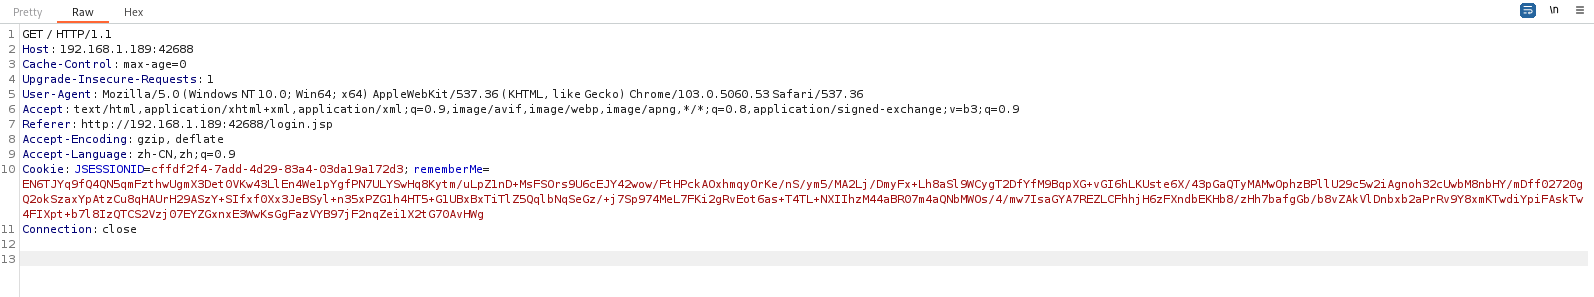 Pretty Raw Hex \n
1 GET / HTTP/1.1
2 Host: 192.168.1.189:42688
3 Cache-Control: max-age=0
4 Upgrade-Insecure-Requests: 1
5 User-Agent: Mozilla/5.0 (Windows NT 10.0; Win64; x64) AppleWebKit/537.36 (KHTML, like Gecko) Chrome/103.0.5060.53 Safari/537.36
6 Accept: text/html,application/xhtml+xml,application/xml;q=0.9,image/avif,image/webp,image/apng,*/*;q=0.8,application/signed-exchange;v=b3;q=0.9
7 Referer: http://192.168.1.189:42688/login.jsp
8 Accept-Encoding: gzip, deflate
9 Accept-Language: zh-CN,zh;q=0.9
10 Cookie: JSESSIONID=cffdf2f4-7add-4d29-83a4-03da19a172d3; rememberMe=
EN6TJYq9fQ4QN5qmFzthwUgmX3Det0VKw43LlEn4We1pYgfPN7ULYSwHq8Kytm/uLpZ1nD+MsFSOrs9U6cEJY42wow/FtHPckAOxhmqyOrKe/nS/ym5/MA2Lj/DmyFx+Lh8aSl9WCygT2DfYfM9BqpXG+vGI6hLKUste6X/43pGaQTyMAMwOphzBPllU29c5w2iAgnoh32cUwbM8nbHY/mDff02720g
Q2okSzaxYpAtzCu8qHAUrH29ASzY+SIfxf0Xx3JeBSyl+n35xPZG1h4HT5+G1UBxBxTiTlZ5QqlbNqSeGz/+j7Sp974MeL7FKi2gRvEot6as+T4TL+NXIIhzM44aBR07m4aQNbMWOs/4/mw7IsaGYA7REZLCFhhjH6zFXndbEKHb8/zHh7bafgGb/b8vZAkVlDnbxb2aPrRv9Y8xmKTwdiYpiFAskTw
4FIXpt+b7l8IzQTCS2Vzj07EYZGxnxE3WwKsGgFazVYB97jF2nqZei1X2tG70AvHWg
11 Connection: close
12
13